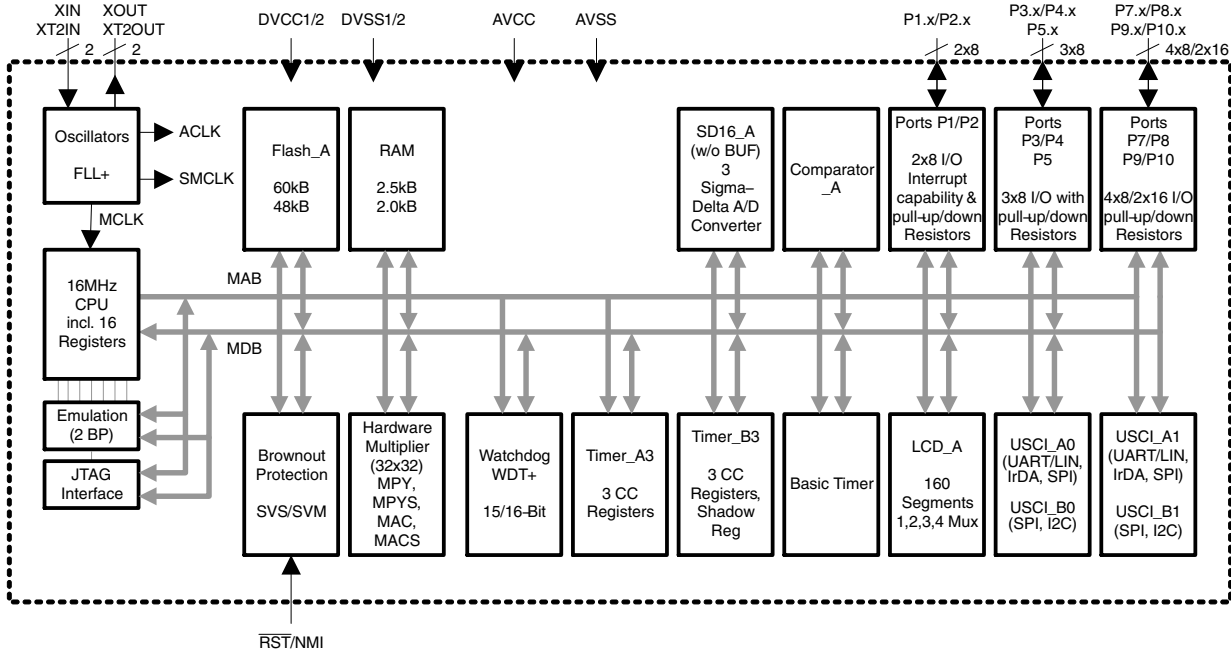 XIN
XT2IN
2
XOUT
XT2OUT
2
DVCC1/2
DVSS1/2
AVCC
AVSS
P1.x/P2.x
2x8
P3.x/P4.x
P5.x
3x8
P7.x/P8.x
P9.x/P10.x
4x8/2x16
Oscillators
FLL+
ACLK
SMCLK
MCLK
Flash_A
60kB
48kB
RAM
2.5kB
2.0kB
SD16_A
(w/o BUF)
3
Sigma–
Delta A/D
Converter
Comparator
_A
Ports P1/P2
2x8 I/O
Interrupt
capability &
pull–up/down
Resistors
Ports
P3/P4
P5
3x8 I/O with
pull–up/down
Resistors
Ports
P7/P8
P9/P10
4x8/2x16 I/O
pull–up/down
Resistors
16MHz
CPU
incl. 16
Registers
MAB
MDB
Emulation
(2 BP)
JTAG
Interface
Brownout
Protection
SVS/SVM
Hardware
Multiplier
(32x32)
MPY,
MPYS,
MAC,
MACS
Watchdog
WDT+
15/16–Bit
Timer_A3
3 CC
Registers
Timer_B3
3 CC
Registers,
Shadow
Reg
Basic Timer
LCD_A
160
Segments
1,2,3,4 Mux
USCI_A0
(UART/LIN,
IrDA, SPI)
USCI_B0
(SPI, I2C)
USCI_A1
(UART/LIN,
IrDA, SPI)
USCI_B1
(SPI, I2C)
RST/NMI